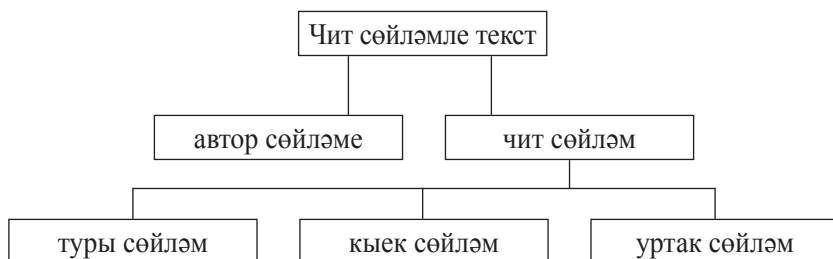 Чит сөйләмле текст
автор сөйләме
чит сөйләм
туры сөйләм
кыек сөйләм
уртак сөйләм